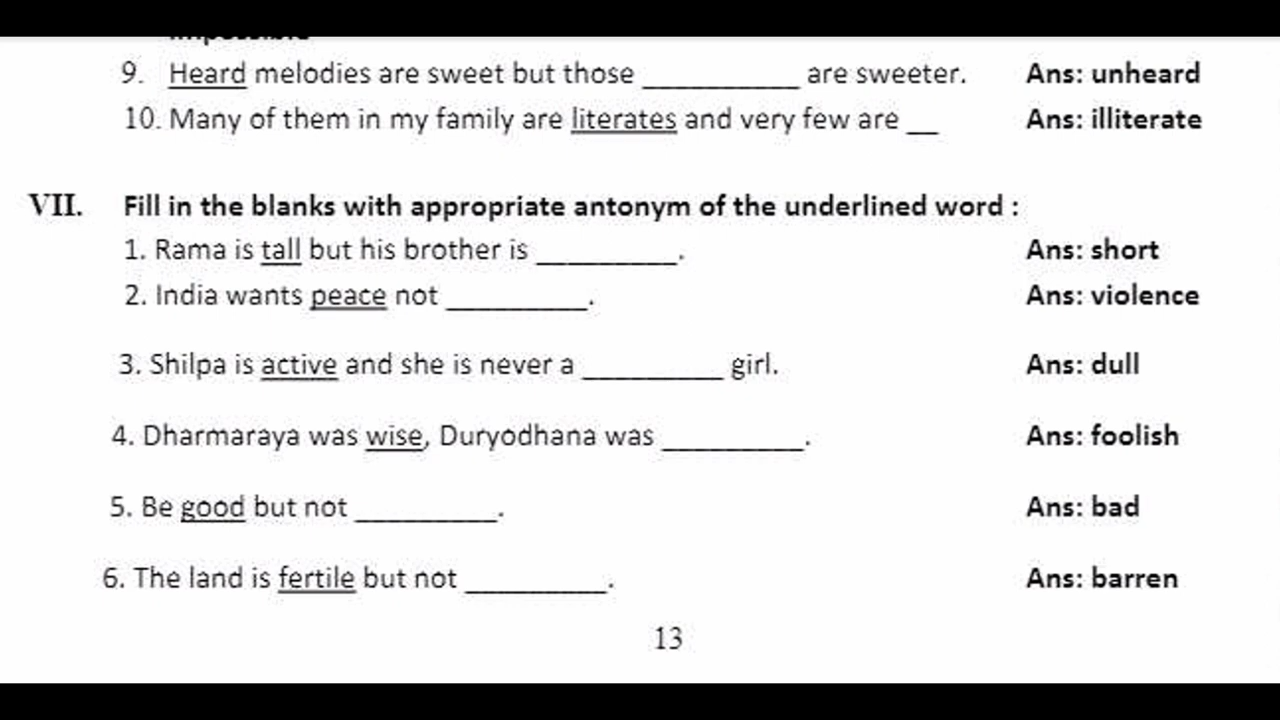 impossible
9. Heard melodies are sweet but those __________ are sweeter. Ans: unheard
10. Many of them in my family are literates and very few are __ Ans: illiterate
VII. Fill in the blanks with appropriate antonym of the underlined word :
1. Rama is tall but his brother is _________. Ans: short
2. India wants peace not _________. Ans: violence
3. Shilpa is active and she is never a _________ girl. Ans: dull
4. Dharmaraya was wise, Duryodhana was _________. Ans: foolish
5. Be good but not _________. Ans: bad
6. The land is fertile but not _________. Ans: barren
13